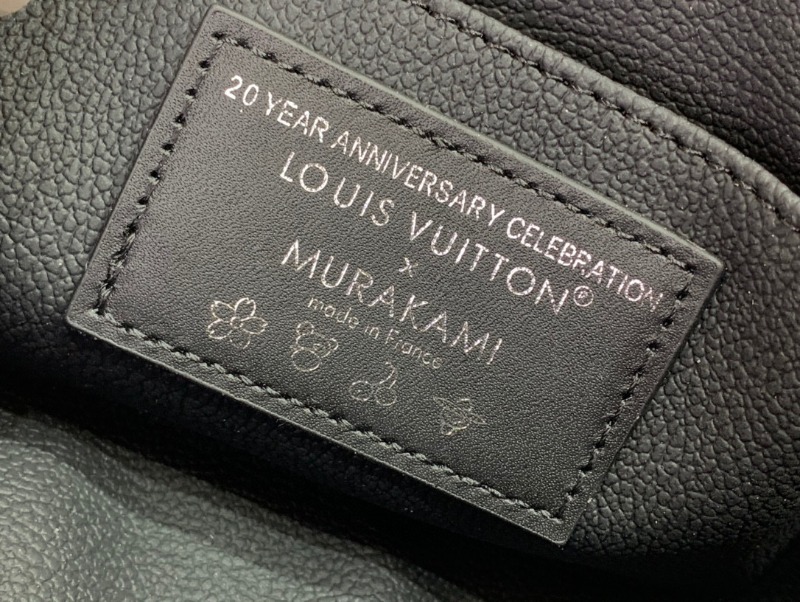 20 YEAR ANNIVERSARY CELEBRATION
LOUIS VUITTON®
x
MURAKAMI
made in France